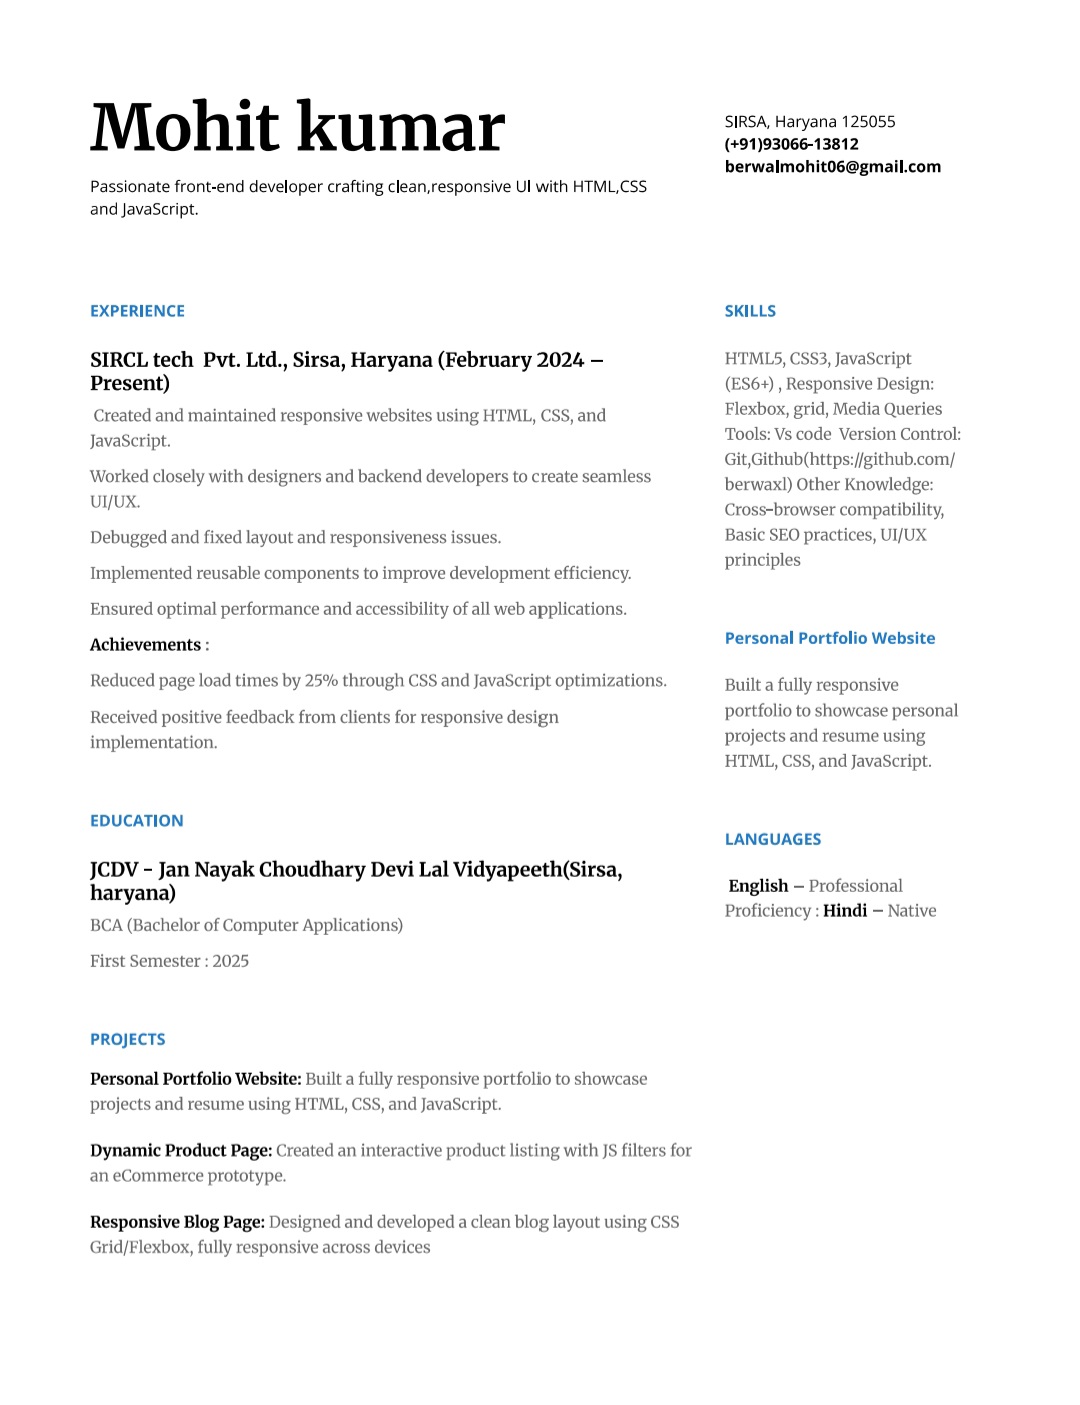 Mohit kumar
Passionate front-end developer crafting clean,responsive UI with HTML,CSS
and JavaScript.
SIRSA, Haryana 125055
(+91)93066-13812
berwalmohit06@gmail.com
EXPERIENCE
SIRCL tech  Pvt. Ltd., Sirsa, Haryana (February 2024 –
Present)
Created and maintained responsive websites using HTML, CSS, and
JavaScript.
Worked closely with designers and backend developers to create seamless
UI/UX.
Debugged and fixed layout and responsiveness issues.
Implemented reusable components to improve development efficiency.
Ensured optimal performance and accessibility of all web applications.
Achievements :
Reduced page load times by 25% through CSS and JavaScript optimizations.
Received positive feedback from clients for responsive design
implementation.
EDUCATION
JCDV - Jan Nayak Choudhary Devi Lal Vidyapeeth(Sirsa,
haryana)
BCA (Bachelor of Computer Applications)
First Semester : 2025
PROJECTS
Personal Portfolio Website: Built a fully responsive portfolio to showcase
projects and resume using HTML, CSS, and JavaScript.
Dynamic Product Page: Created an interactive product listing with JS filters for
an eCommerce prototype.
Responsive Blog Page: Designed and developed a clean blog layout using CSS
Grid/Flexbox, fully responsive across devices
SKILLS
HTML5, CSS3, JavaScript
(ES6+) , Responsive Design:
Flexbox, grid, Media Queries
Tools: Vs code  Version Control:
Git,Github(https://github.com/
berwaxl) Other Knowledge:
Cross-browser compatibility,
Basic SEO practices, UI/UX
principles
Personal Portfolio Website
Built a fully responsive
portfolio to showcase personal
projects and resume using
HTML, CSS, and JavaScript.
LANGUAGES
English – Professional
Proficiency : Hindi – Native